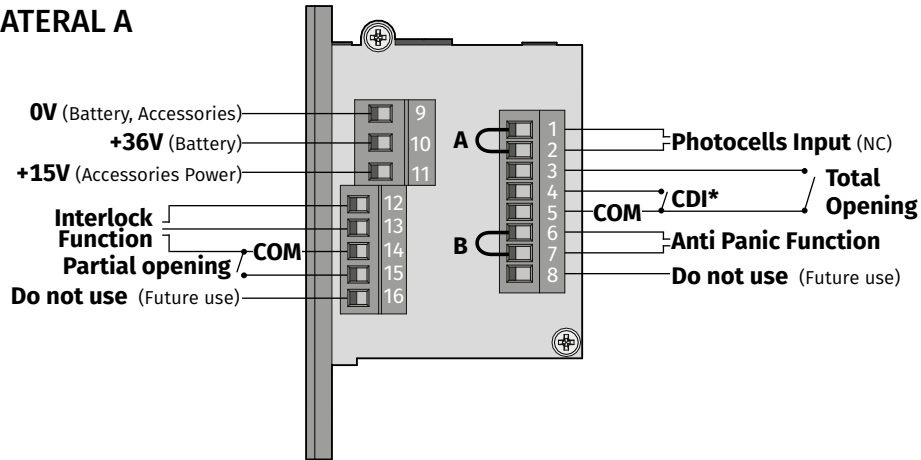 ATERAL A
0V (Battery, Accessories)
+36V (Battery)
+15V (Accessories Power)
9
10
11
Interlock
Function
COM
Partial opening
Do not use (Future use)
12
13
14
15
16
A
B
1
2
3
4
5
6
7
8
Photocells Input (NC)
Total
Opening
CDI*
COM
Anti Panic Function
Do not use (Future use)